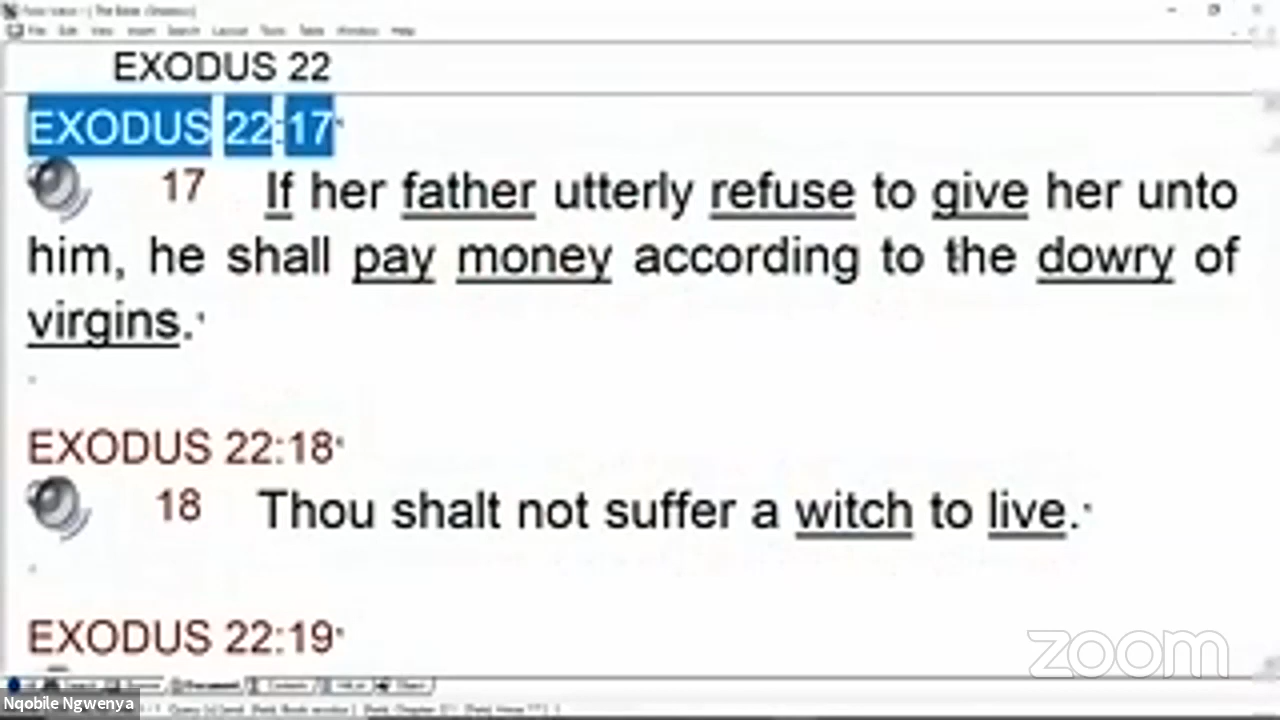 EXODUS 22
EXODUS 22:17
17 If her father utterly refuse to give her unto
him, he shall pay money according to the dowry of
virgins.
EXODUS 22:18
18 Thou shalt not suffer a witch to live.
EXODUS 22:19
zoom
Nqobile Ngwenya